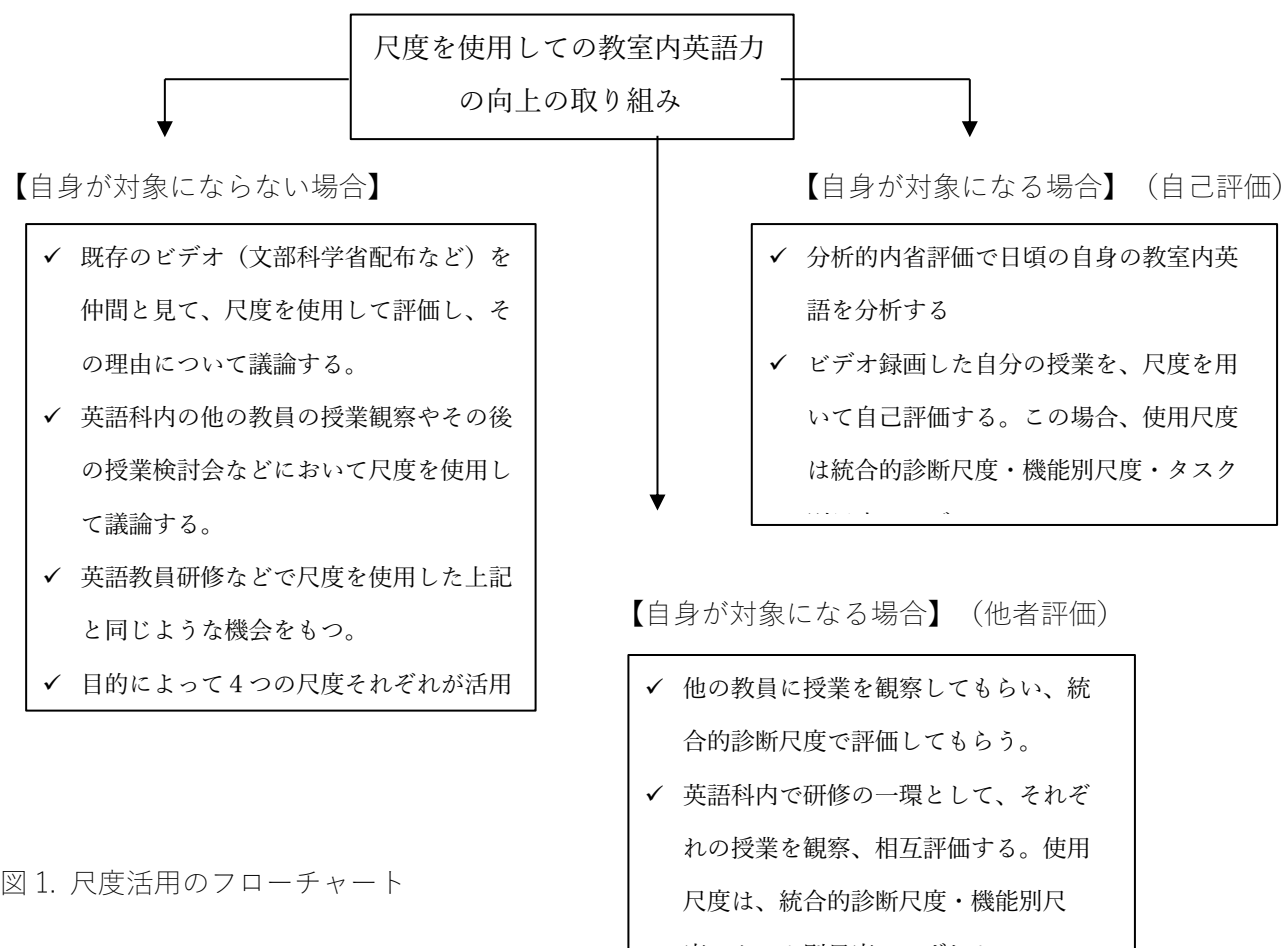 尺度を使用しての教室内英語力
の向上の取り組み
【自身が対象にならない場合】
✓ 既存のビデオ（文部科学省配布など）を
仲間と見て、尺度を使用して評価し、そ
の理由について議論する。
✓ 英語科内の他の教員の授業観察やその後
の授業検討会などにおいて尺度を使用し
て議論する。
✓ 英語教員研修などで尺度を使用した上記
と同じような機会をもつ。
✓ 目的によって４つの尺度それぞれが活用
【自身が対象になる場合】（自己評価）
✓ 分析的内省評価で日頃の自身の教室内英
語を分析する
✓ ビデオ録画した自分の授業を、尺度を用
いて自己評価する。この場合、使用尺度
は統合的診断尺度・機能別尺度・タスク
【自身が対象になる場合】（他者評価）
✓ 他の教員に授業を観察してもらい、統
合的診断尺度で評価してもらう。
✓ 英語科内で研修の一環として、それぞ
れの授業を観察、相互評価する。使用
尺度は、統合的診断尺度・機能別尺
図 1. 尺度活用のフローチャート